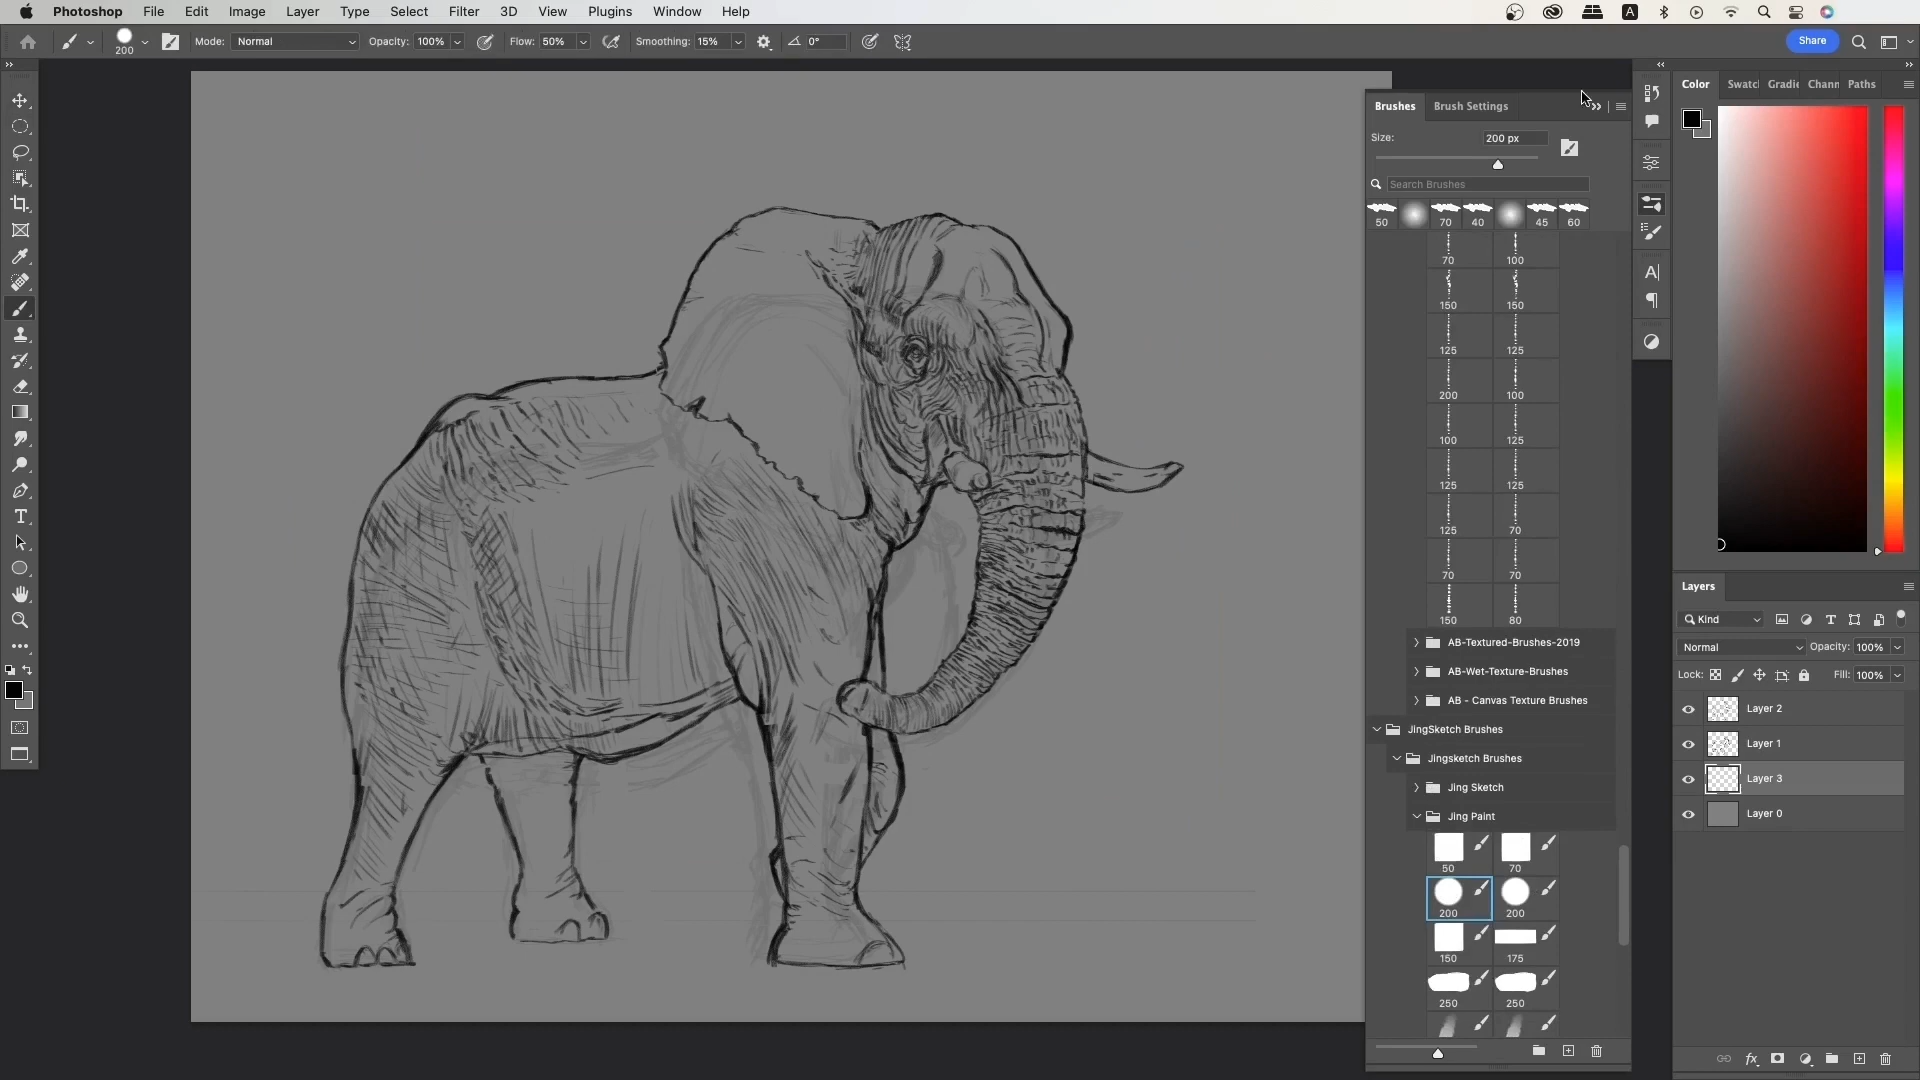 Photoshop File Edit Image Layer Type Select Filter 3D View Plugins Window Help
A
200 Mode: Normal Opacity: 100% Flow: 50% Smoothing: 15% 0° Share
Brushes Brush Settings
Size: 200 px
Search Brushes
50 70 40 45 60
70 100
150 150
125 125
200 100
100 125
125 125
125 70
70 70
150 80
AB-Textured-Brushes-2019
AB-Wet-Texture-Brushes
AB - Canvas Texture Brushes
JingSketch Brushes
Jingsketch Brushes
Jing Sketch
Jing Paint
50 70
200 200
150 175
250 250
Color Swatc Gradie Chann Paths
Layers
Kind
Normal Opacity: 100%
Lock: Fill: 100%
Layer 2
Layer 1
Layer 3
Layer 0
fx